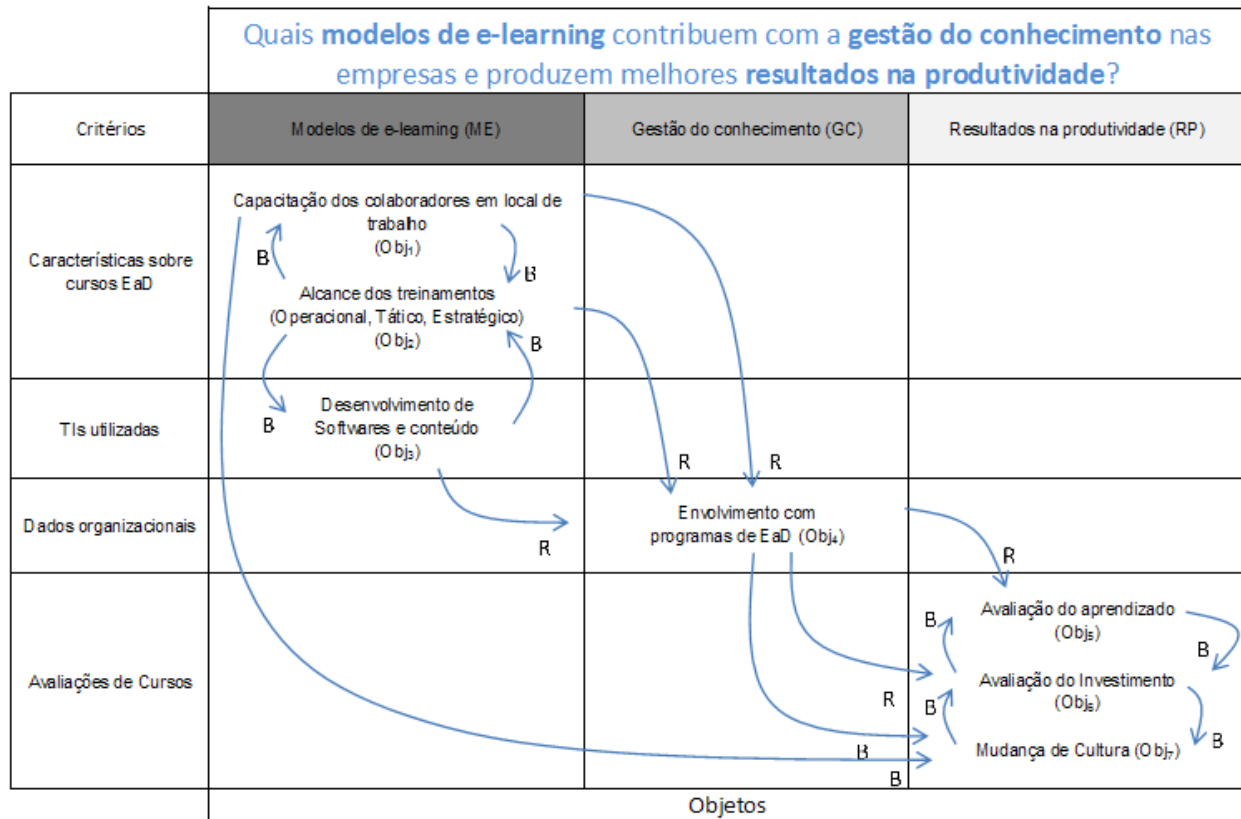 Quais modelos de e-learning contribuem com a gestão do conhecimento nas
empresas e produzem melhores resultados na produtividade?
Critérios
Modelos de e-learning (ME)
Gestão do conhecimento (GC)
Resultados na produtividade (RP)
Características sobre
cursos EaD
Capacitação dos colaboradores em local de
trabalho
(Obj₁)
B
B
Alcance dos treinamentos
(Operacional, Tático, Estratégico)
(Obj₂)
B
B
TIs utilizadas
Desenvolvimento de
Softwares e conteúdo
(Obj₃)
R
R
Dados organizacionais
R
Envolvimento com
programas de EaD (Obj₄)
R
Avaliações de Cursos
Avaliação do aprendizado
(Obj₅)
B
B
Avaliação do Investimento
(Obj₆)
R
B
B
Mudança de Cultura (Obj₇)
B
B
Objetos